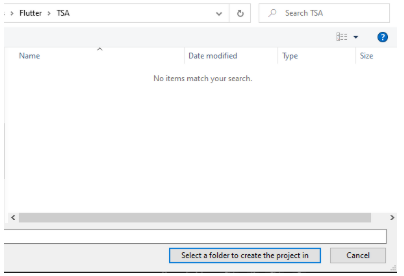 Flutter > TSA
Search TSA
Name Date modified Type Size
No items match your search.
Select a folder to create the project in Cancel